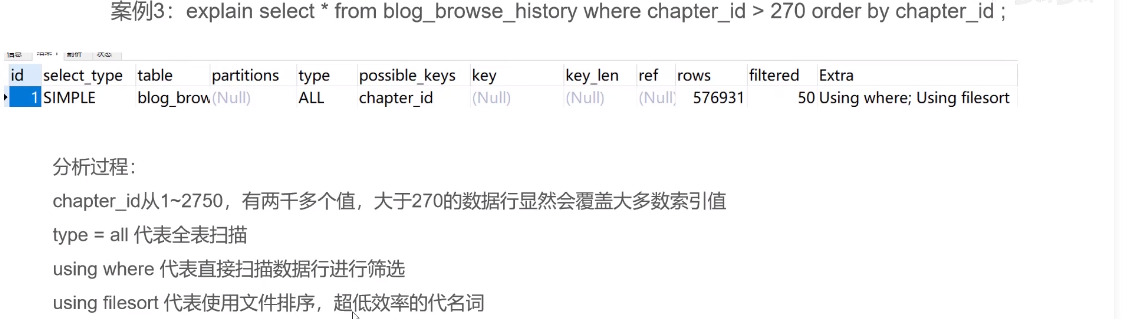 案例3：explain select * from blog_browse_history where chapter_id > 270 order by chapter_id ;
id select_type table partitions type possible_keys key key_len ref rows filtered Extra
1 SIMPLE blog_brow (Null) ALL chapter_id (Null) (Null) (Null) 576931 50 Using where; Using filesort
分析过程：
chapter_id从1~2750，有两千多个值，大于270的数据行显然会覆盖大多数索引值
type = all 代表全表扫描
using where 代表直接扫描数据行进行筛选
using filesort 代表使用文件排序，超低效率的代名词